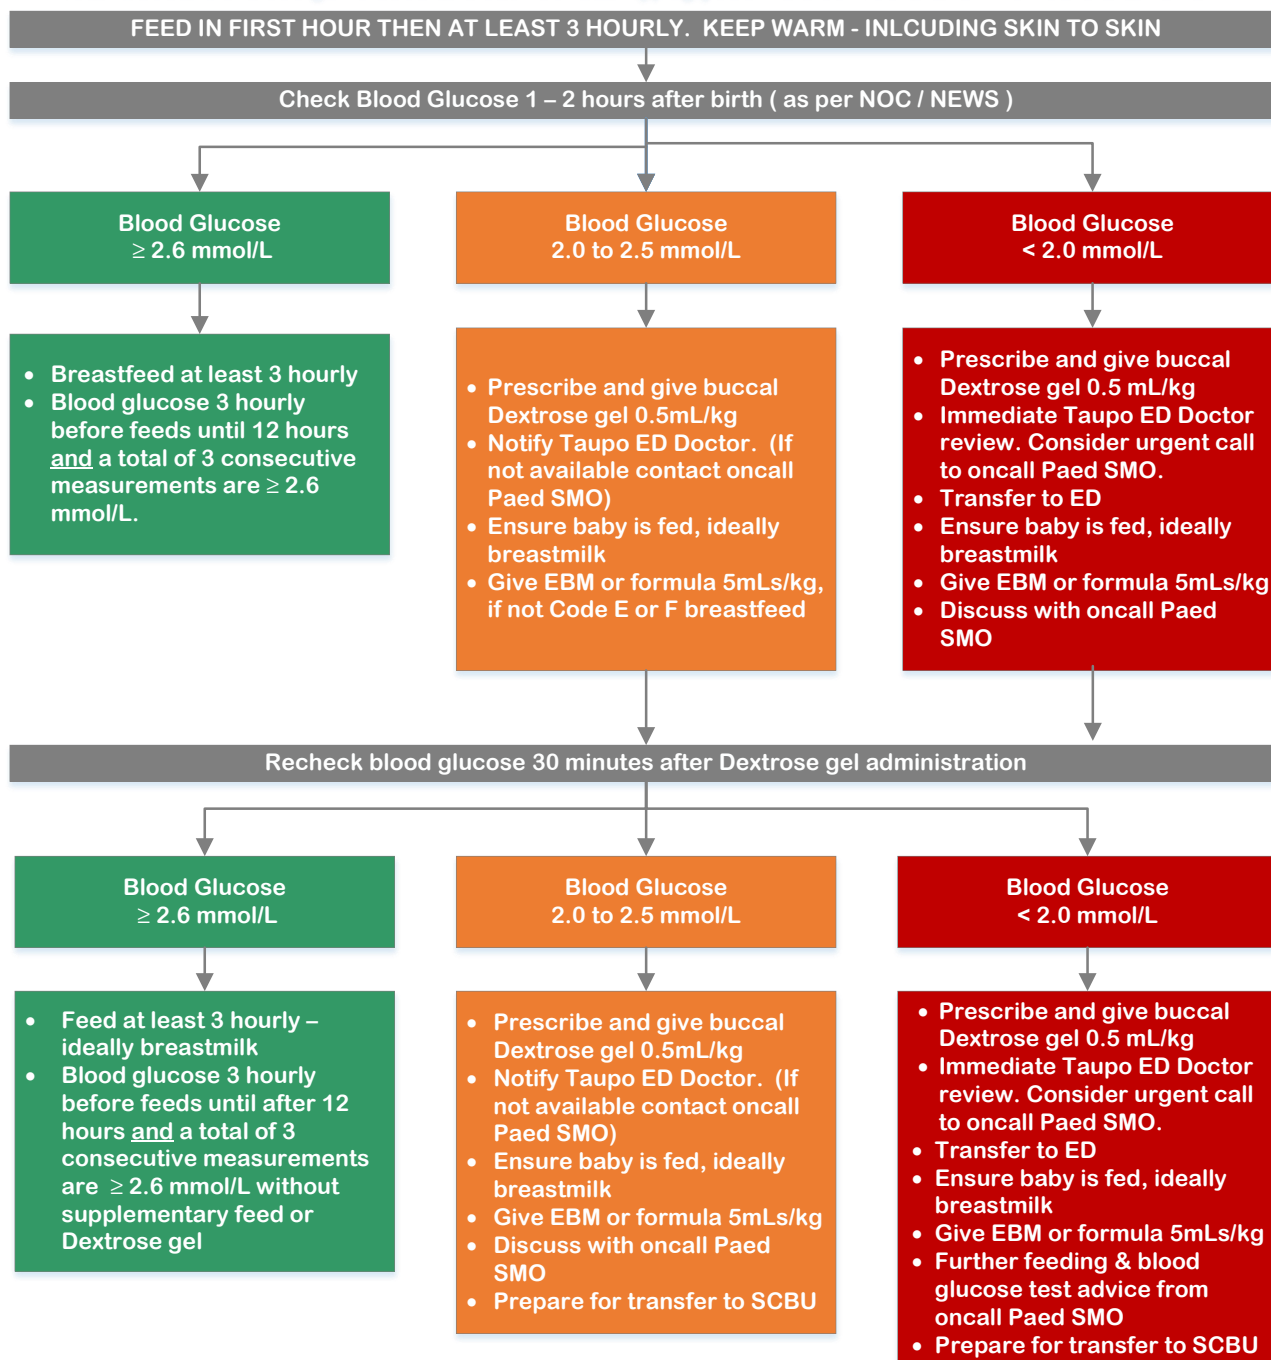 FEED IN FIRST HOUR THEN AT LEAST 3 HOURLY. KEEP WARM - INLCUDING SKIN TO SKIN
Check Blood Glucose 1 – 2 hours after birth ( as per NOC / NEWS )
Blood Glucose
≥ 2.6 mmol/L
Blood Glucose
2.0 to 2.5 mmol/L
Blood Glucose
< 2.0 mmol/L
• Breastfeed at least 3 hourly
• Blood glucose 3 hourly
before feeds until 12 hours
and a total of 3 consecutive
measurements are ≥ 2.6
mmol/L.
• Prescribe and give buccal
Dextrose gel 0.5mL/kg
• Notify Taupo ED Doctor. (If
not available contact oncall
Paed SMO)
• Ensure baby is fed, ideally
breastmilk
• Give EBM or formula 5mLs/kg,
if not Code E or F breastfeed
• Prescribe and give buccal
Dextrose gel 0.5 mL/kg
• Immediate Taupo ED Doctor
review. Consider urgent call
to oncall Paed SMO.
• Transfer to ED
• Ensure baby is fed, ideally
breastmilk
• Give EBM or formula 5mLs/kg
• Discuss with oncall Paed
SMO
Recheck blood glucose 30 minutes after Dextrose gel administration
Blood Glucose
≥ 2.6 mmol/L
Blood Glucose
2.0 to 2.5 mmol/L
Blood Glucose
< 2.0 mmol/L
• Feed at least 3 hourly –
ideally breastmilk
• Blood glucose 3 hourly
before feeds until after 12
hours and a total of 3
consecutive measurements
are ≥ 2.6 mmol/L without
supplementary feed or
Dextrose gel
• Prescribe and give buccal
Dextrose gel 0.5mL/kg
• Notify Taupo ED Doctor. (If
not available contact oncall
Paed SMO)
• Ensure baby is fed, ideally
breastmilk
• Give EBM or formula 5mLs/kg
• Discuss with oncall Paed
SMO
• Prepare for transfer to SCBU
• Prescribe and give buccal
Dextrose gel 0.5 mL/kg
• Immediate Taupo ED Doctor
review. Consider urgent call
to oncall Paed SMO.
• Transfer to ED
• Ensure baby is fed, ideally
breastmilk
• Give EBM or formula 5mLs/kg
• Further feeding & blood
glucose test advice from
oncall Paed SMO
• Prepare for transfer to SCBU